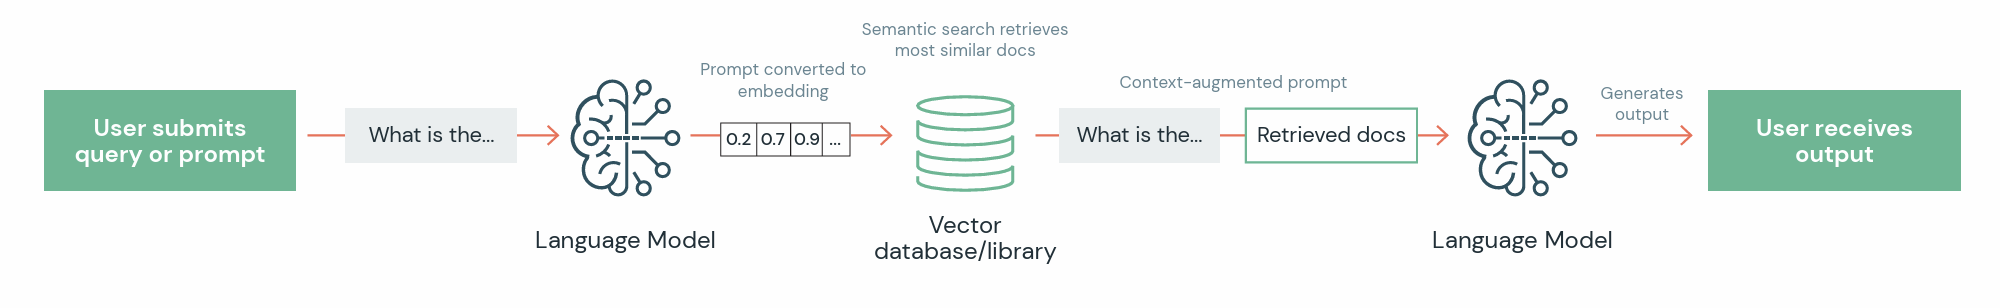 User submits
query or prompt
What is the...
Language Model
Prompt converted to
embedding
0.2 0.7 0.9 ...
Semantic search retrieves
most similar docs
Vector
database/library
Context-augmented prompt
What is the...
Retrieved docs
Language Model
Generates
output
User receives
output